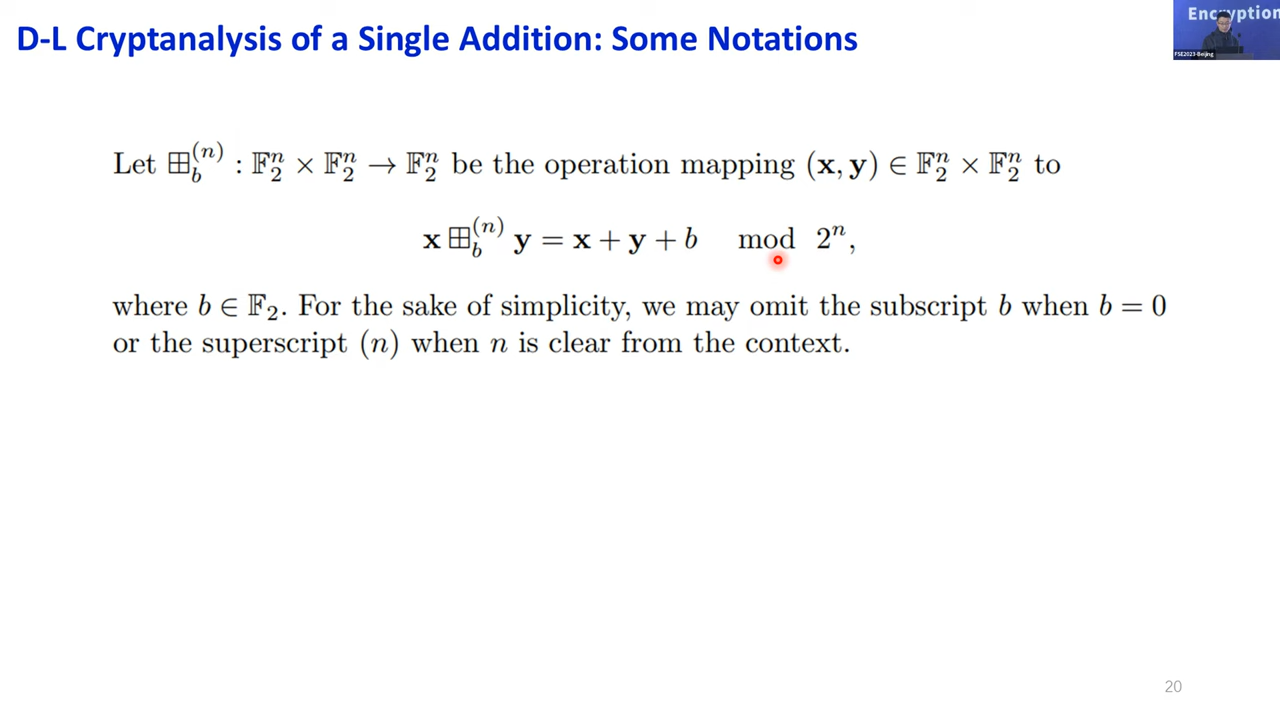 D-L Cryptanalysis of a Single Addition: Some Notations
Encryption
FSE2023-Beijing
Let ⊞_b^{(n)} : 𝔽_2^n × 𝔽_2^n → 𝔽_2^n be the operation mapping (x, y) ∈ 𝔽_2^n × 𝔽_2^n to
x ⊞_b^{(n)} y = x + y + b mod 2^n,
where b ∈ 𝔽_2. For the sake of simplicity, we may omit the subscript b when b = 0
or the superscript (n) when n is clear from the context.
20